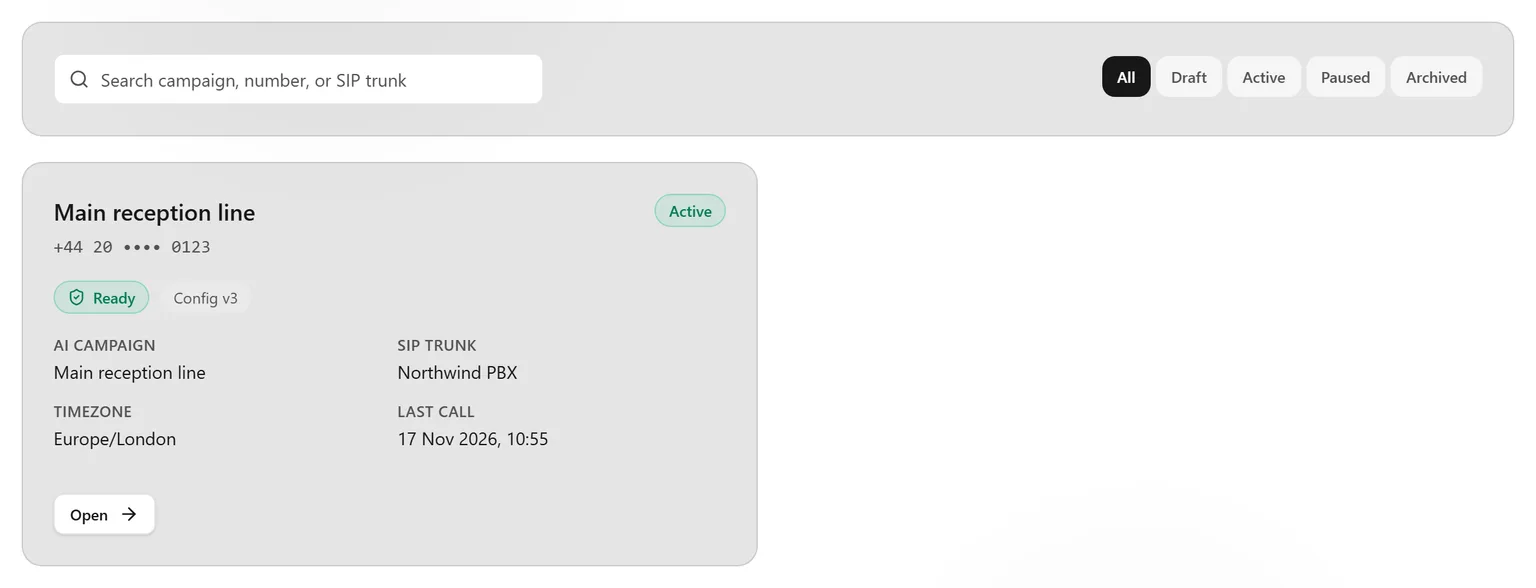 Search campaign, number, or SIP trunk
All
Draft
Active
Paused
Archived
Main reception line
Active
+44 20 •••• 0123
Ready
Config v3
AI CAMPAIGN
SIP TRUNK
Main reception line
Northwind PBX
TIMEZONE
LAST CALL
Europe/London
17 Nov 2026, 10:55
Open